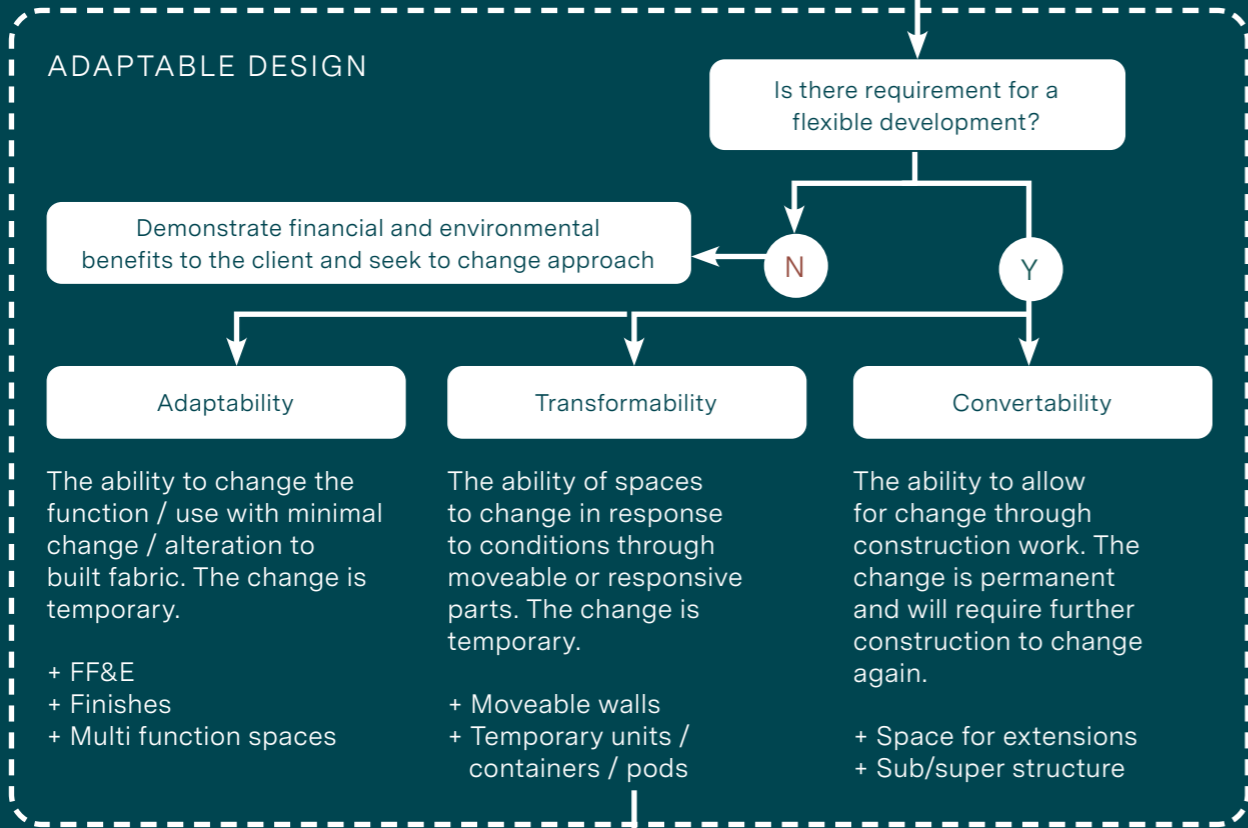 ADAPTABLE DESIGN
Is there requirement for a
flexible development?
Demonstrate financial and environmental
benefits to the client and seek to change approach
N
Y
Adaptability
The ability to change the
function / use with minimal
change / alteration to
built fabric. The change is
temporary.
+ FF&E
+ Finishes
+ Multi function spaces
Transformability
The ability of spaces
to change in response
to conditions through
moveable or responsive
parts. The change is
temporary.
+ Moveable walls
+ Temporary units /
containers / pods
Convertability
The ability to allow
for change through
construction work. The
change is permanent
and will require further
construction to change
again.
+ Space for extensions
+ Sub/super structure